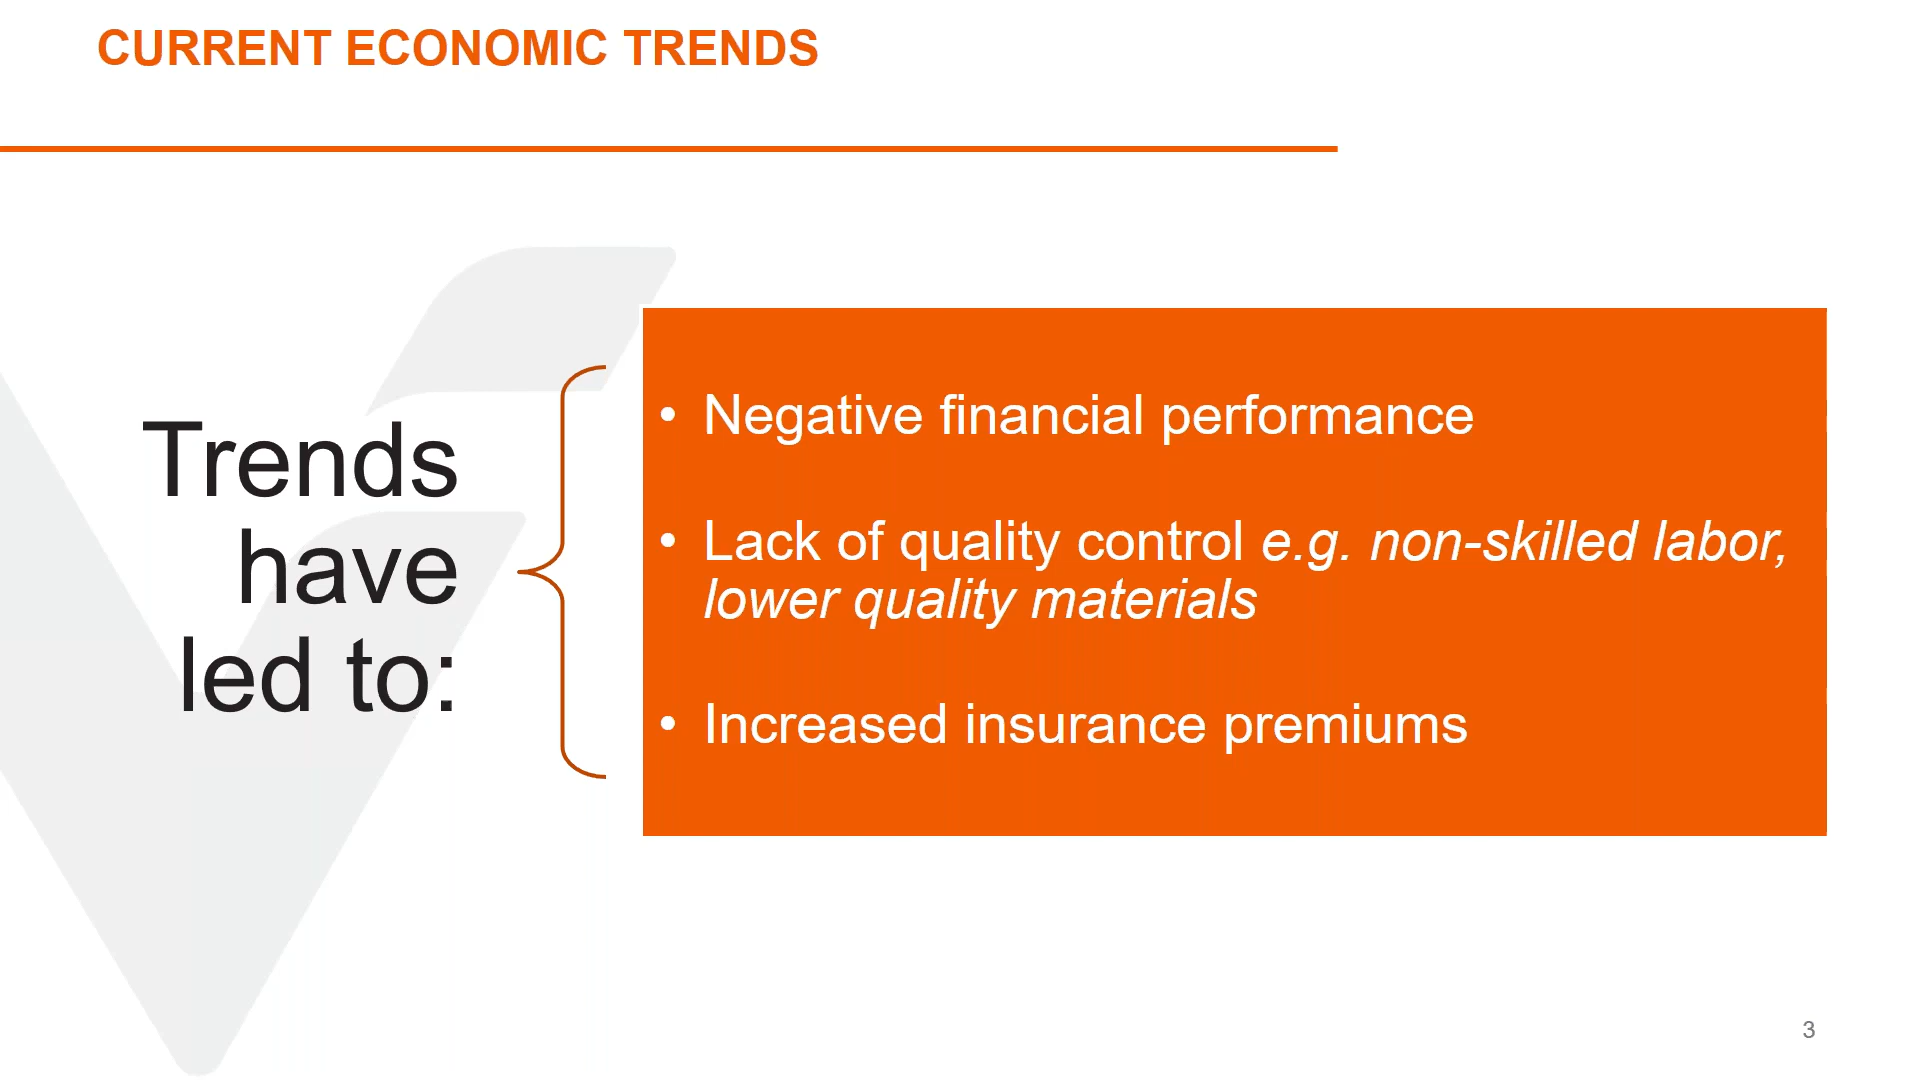 CURRENT ECONOMIC TRENDS
Trends
have
led to:
• Negative financial performance
• Lack of quality control e.g. non-skilled labor,
lower quality materials
• Increased insurance premiums
3